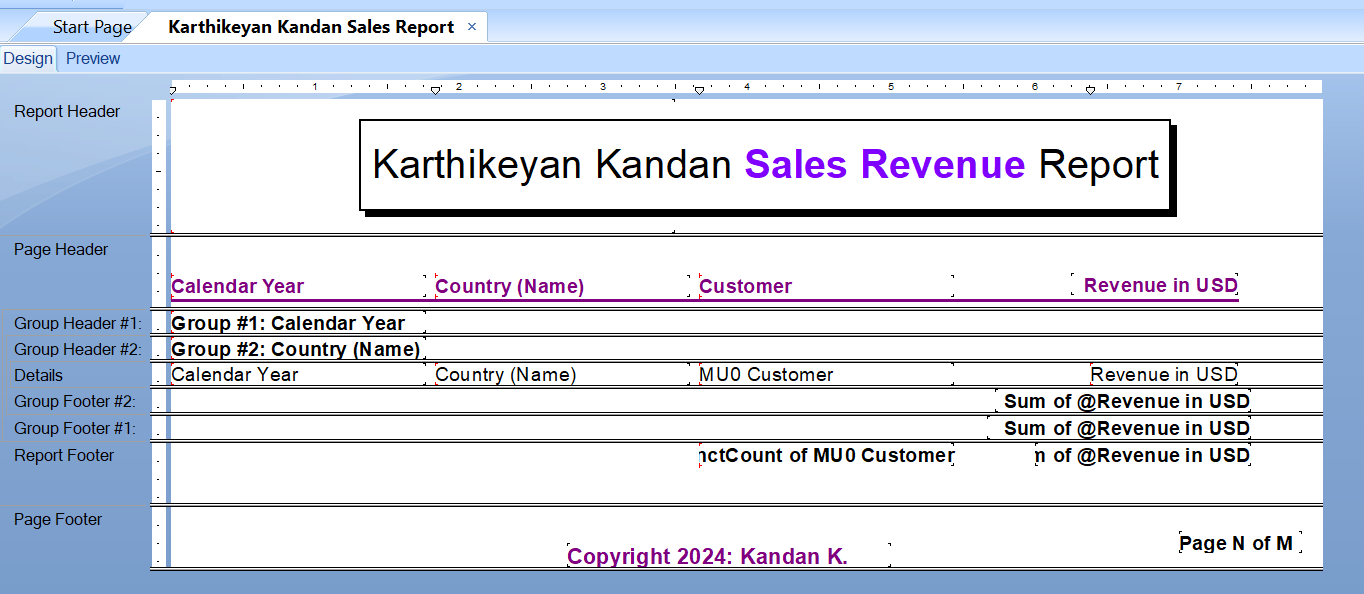 Start Page Karthikeyan Kandan Sales Report ×
Design Preview
1 2 3 4 5 6 7
Report Header
Karthikeyan Kandan Sales Revenue Report
Page Header
Calendar Year Country (Name) Customer Revenue in USD
Group Header #1: Group #1: Calendar Year
Group Header #2: Group #2: Country (Name)
Details Calendar Year Country (Name) MU0 Customer Revenue in USD
Group Footer #2: Sum of @Revenue in USD
Group Footer #1: Sum of @Revenue in USD
Report Footer nctCount of MU0 Customer m of @Revenue in USD
Page Footer
Page N of M
Copyright 2024: Kandan K.